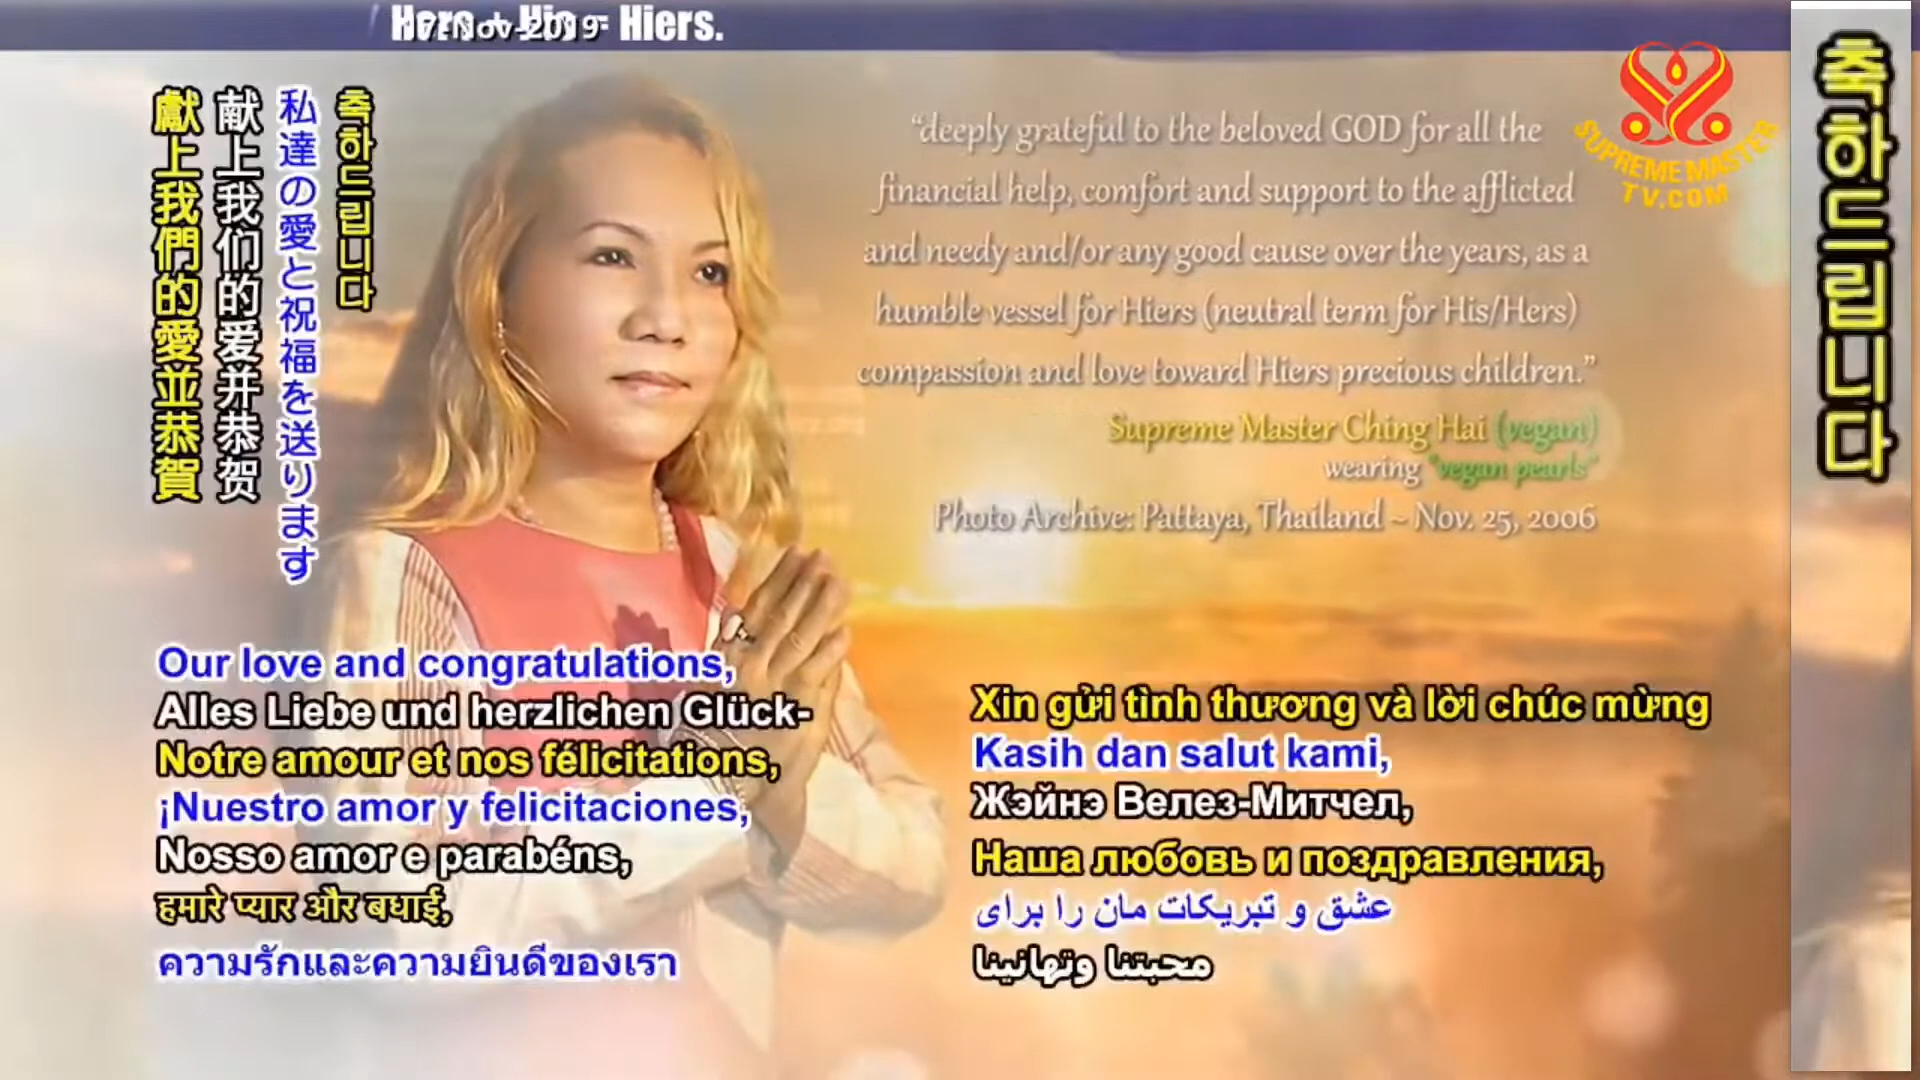 Hers + His = Hiers.
-Nov-2019
獻上我們的愛並恭賀
献上我们的爱并恭贺
私達の愛と祝福を送ります
축하드립니다
“deeply grateful to the beloved GOD for all the
financial help, comfort and support to the afflicted
and needy and/or any good cause over the years, as a
humble vessel for Hiers (neutral term for His/Hers)
compassion and love toward Hiers precious children.”
Supreme Master Ching Hai (vegan)
wearing “vegan pearls”
Photo Archive: Pattaya, Thailand ~ Nov. 25, 2006
SUPREME MASTER
TV.COM
축하드립니다
Our love and congratulations,
Alles Liebe und herzlichen Glück-
Notre amour et nos félicitations,
¡Nuestro amor y felicitaciones,
Nosso amor e parabéns,
हमारे प्यार और बधाई,
ความรักและความยินดีของเรา
Xin gửi tình thương và lời chúc mừng
Kasih dan salut kami,
Жэйнэ Велез-Митчел,
Наша любовь и поздравления,
عشق و تبریکات مان را برای
محبتنا وتهانينا